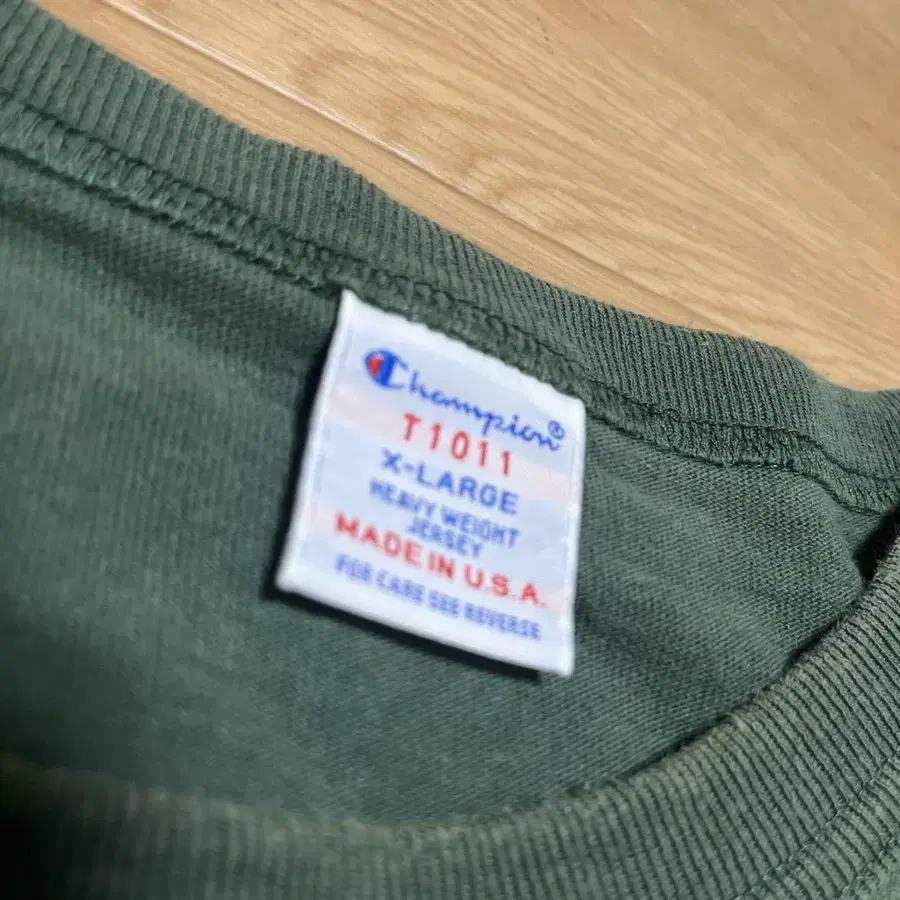 Champion®
T1011
X-LARGE
HEAVY WEIGHT
JERSEY
MADE IN U.S.A.
FOR CARE SEE REVERSE